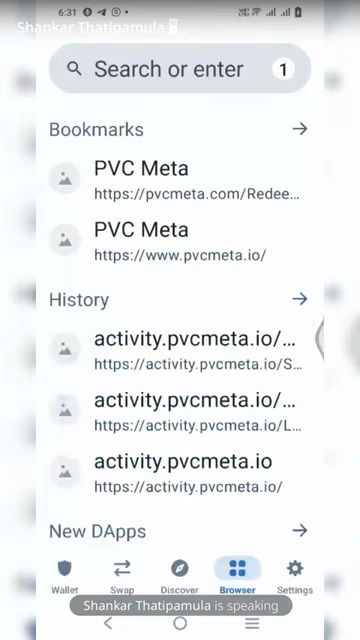 6:31
Shankar Thatipamula
Search or enter
1
Bookmarks
PVC Meta
https://pvcmeta.com/Redee...
PVC Meta
https://www.pvcmeta.io/
History
activity.pvcmeta.io/...
https://activity.pvcmeta.io/S...
activity.pvcmeta.io/...
https://activity.pvcmeta.io/L...
activity.pvcmeta.io
https://activity.pvcmeta.io/
New DApps
Wallet Swap Discover Browser Settings
Shankar Thatipamula is speaking